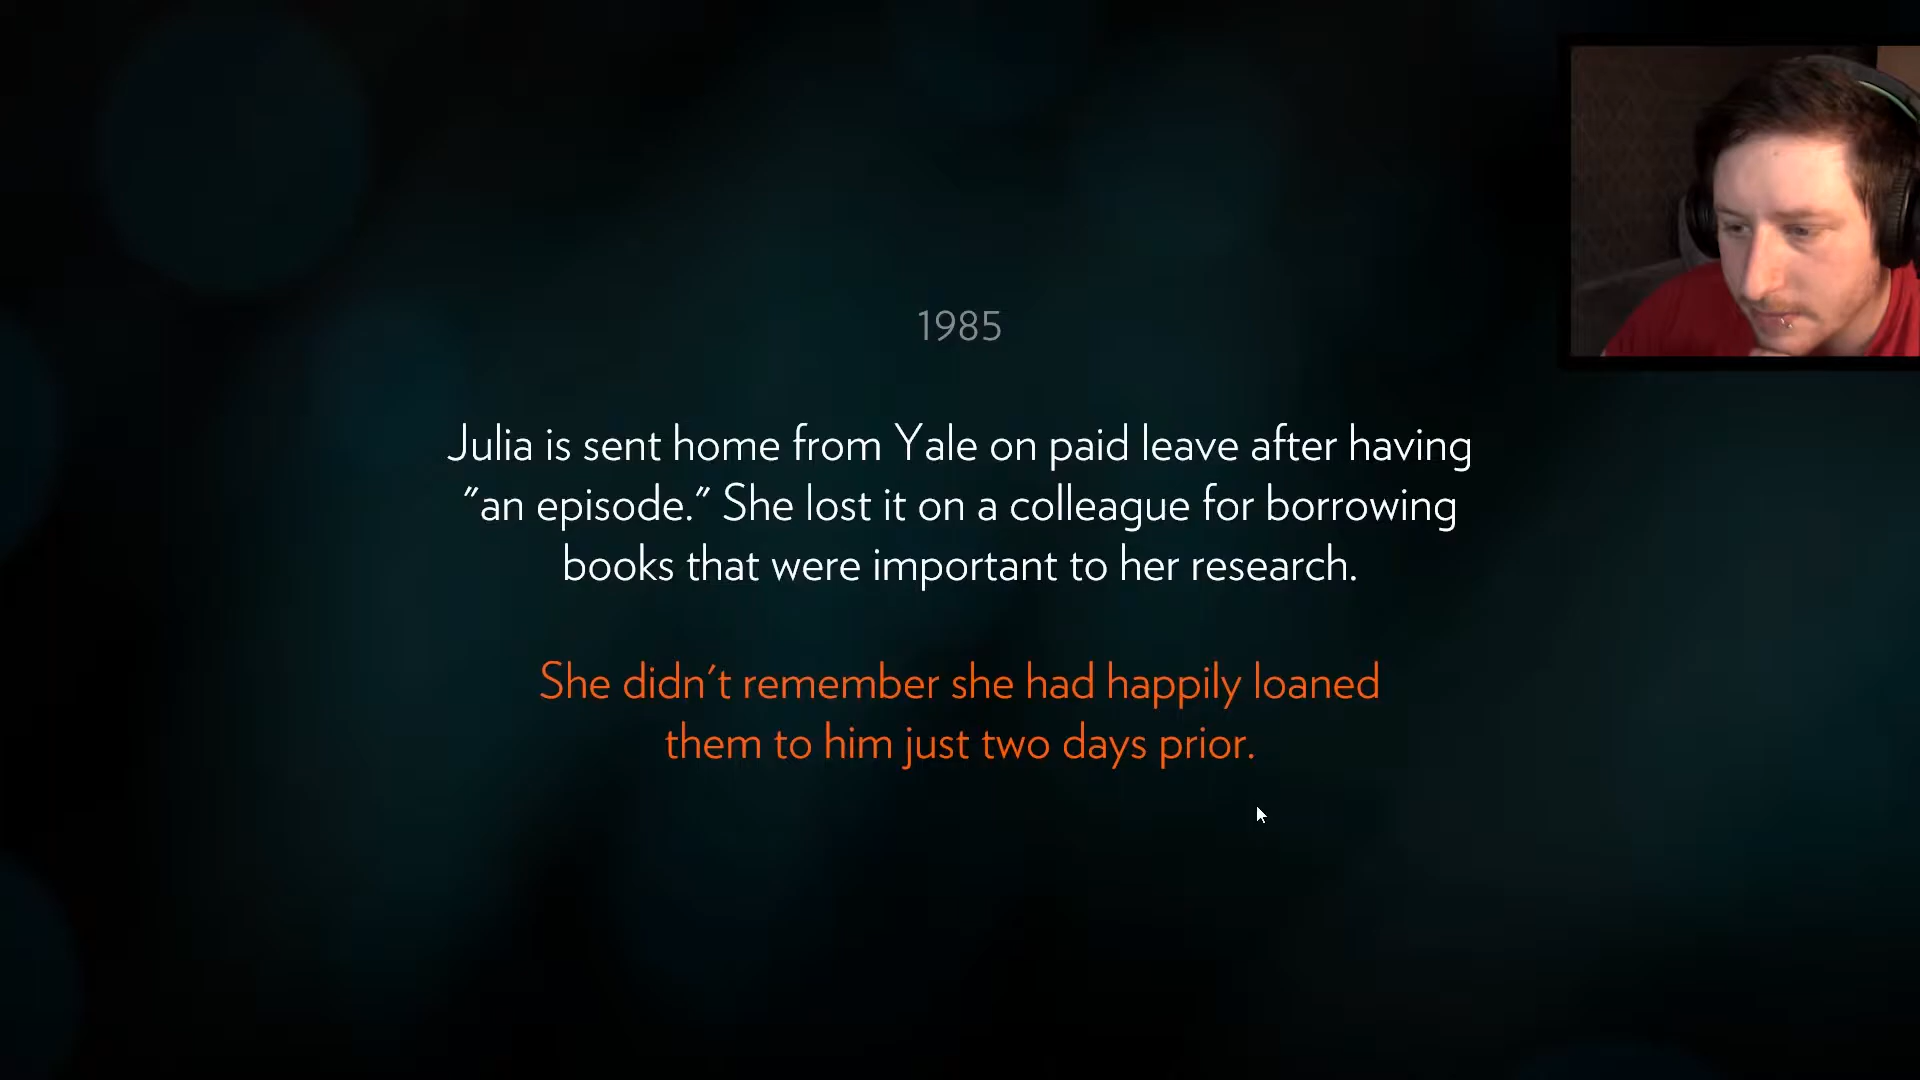 1985
Julia is sent home from Yale on paid leave after having
"an episode." She lost it on a colleague for borrowing
books that were important to her research.
She didn't remember she had happily loaned
them to him just two days prior.